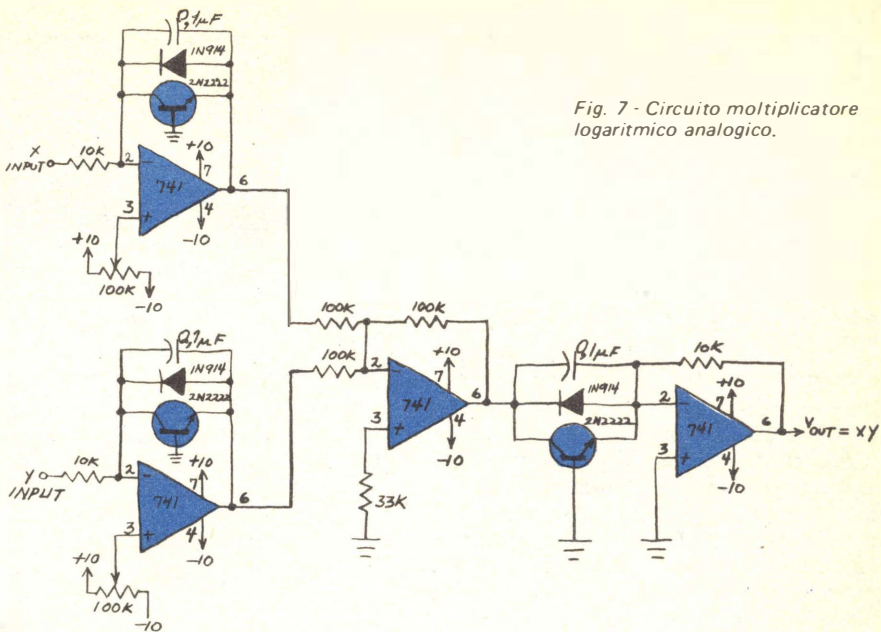 Fig. 7 - Circuito moltiplicatore
logaritmico analogico.
0,1µF
1N914
2N2222
X
INPUT
10K
2
-
+10
7
741
6
3
+
4
-10
+10
100K
-10
0,1µF
1N914
2N2222
Y
INPUT
10K
2
-
+10
7
741
6
3
+
4
-10
+10
100K
-10
100K
100K
100K
2
-
+10
7
741
6
3
+
4
-10
33K
0,1µF
1N914
2N2222
10K
2
-
+10
7
741
6
3
+
4
-10
VOUT = XY